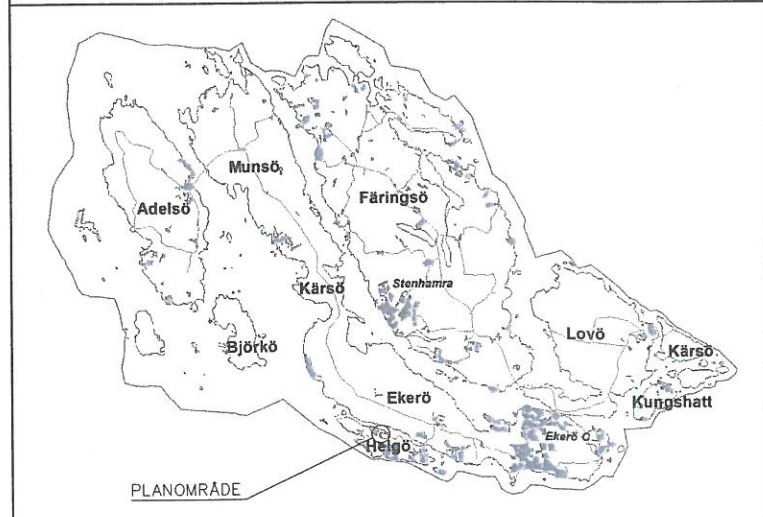 Munsö
Adelsö
Färingsö
Stenhamra
Kärsö
Lovö
Björkö
Kärsö
Ekerö
Kungshatt
Ekerö C
Helgö
PLANOMRÅDE